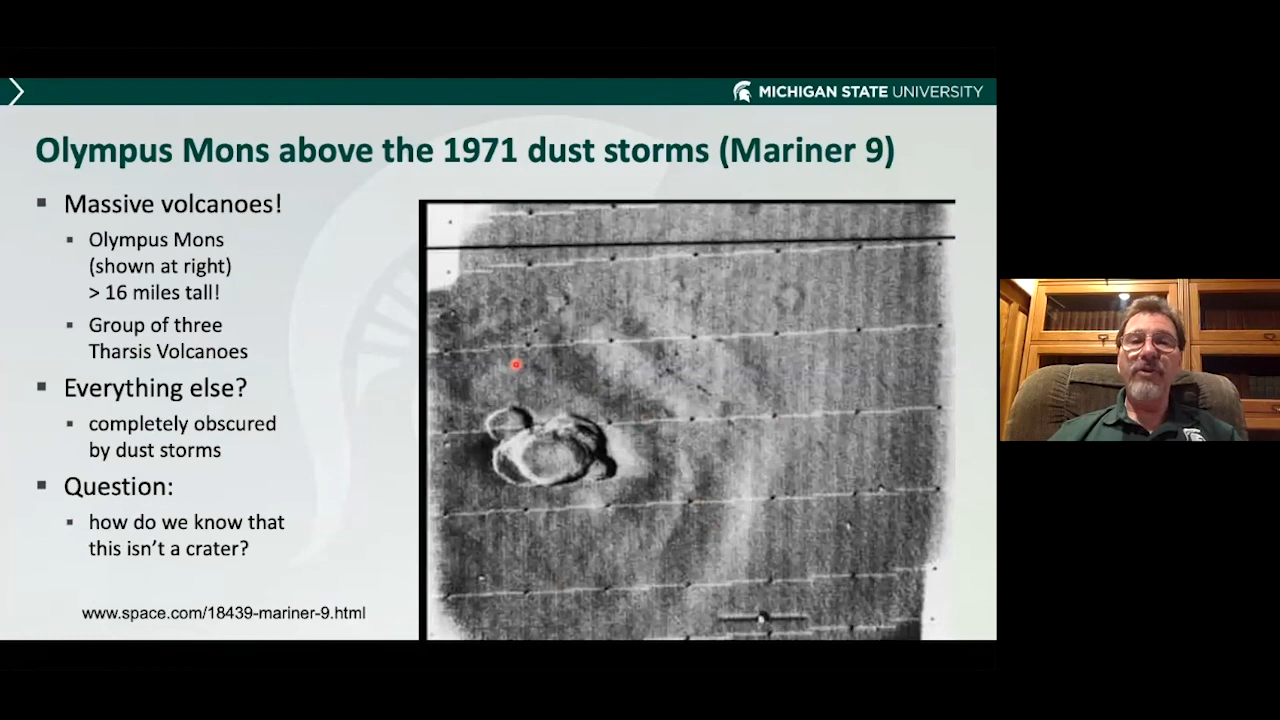 MICHIGAN STATE UNIVERSITY
Olympus Mons above the 1971 dust storms (Mariner 9)
▪ Massive volcanoes!
▪ Olympus Mons
(shown at right)
> 16 miles tall!
▪ Group of three
Tharsis Volcanoes
▪ Everything else?
▪ completely obscured
by dust storms
▪ Question:
▪ how do we know that
this isn't a crater?
www.space.com/18439-mariner-9.html